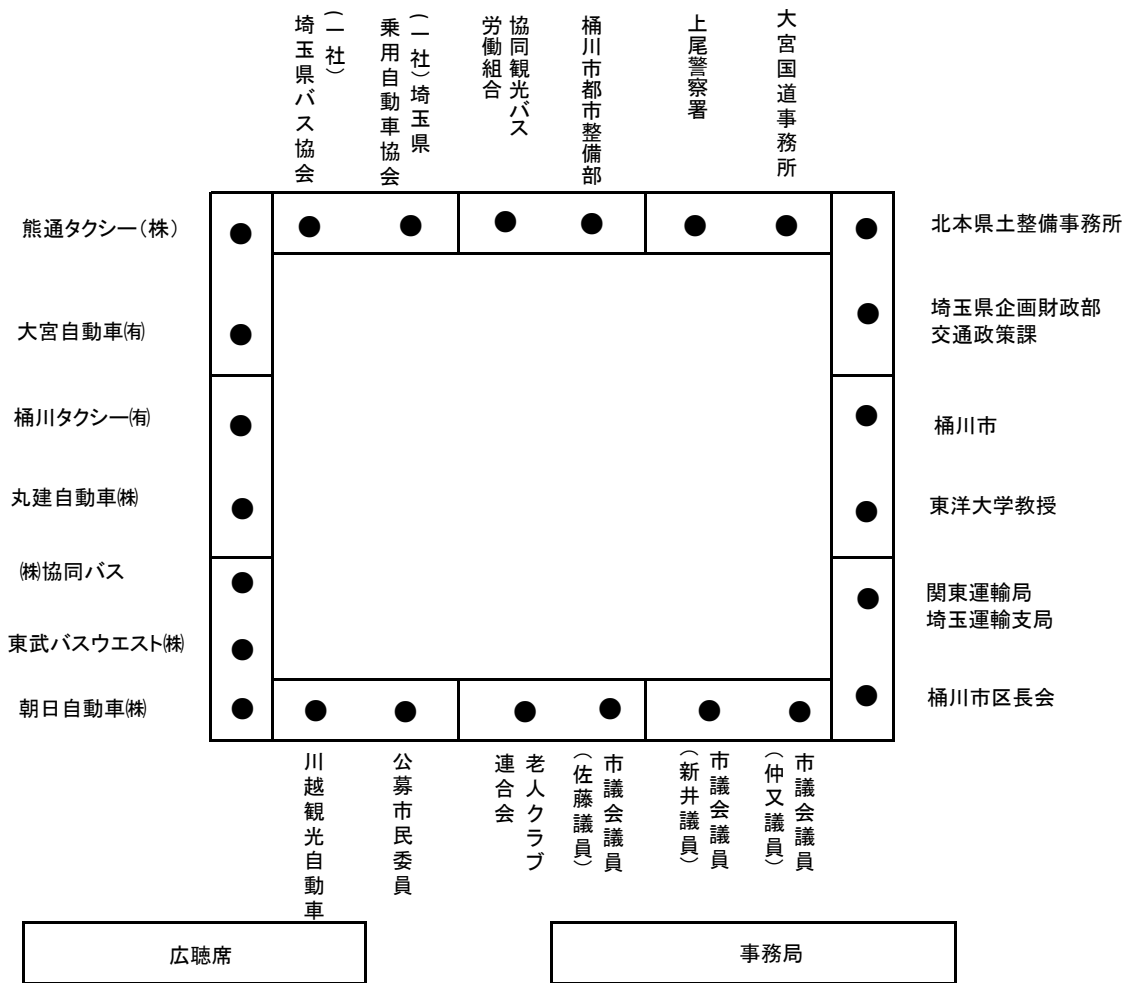 (一社)
埼玉県バス協会
(一社)埼玉県
乗用自動車協会
協同観光バス
労働組合
桶川市都市整備部
上尾警察署
大宮国道事務所
熊通タクシー(株)
大宮自動車㈲
桶川タクシー㈲
丸建自動車㈱
㈱協同バス
東武バスウエスト㈱
朝日自動車㈱
北本県土整備事務所
埼玉県企画財政部
交通政策課
桶川市
東洋大学教授
関東運輸局
埼玉運輸支局
桶川市区長会
川越観光自動車
公募市民委員
老人クラブ
連合会
市議会議員
(佐藤議員)
市議会議員
(新井議員)
市議会議員
(仲又議員)
広聴席
事務局